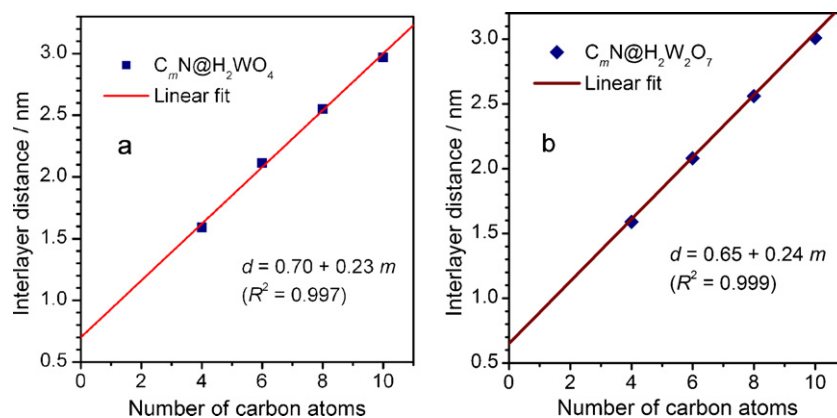 C_mN@H₂WO₄
Linear fit
a
d = 0.70 + 0.23 m
(R² = 0.997)
Interlayer distance / nm
3.0
2.5
2.0
1.5
1.0
0.5
0 2 4 6 8 10
Number of carbon atoms
C_mN@H₂W₂O₇
Linear fit
b
d = 0.65 + 0.24 m
(R² = 0.999)
Interlayer distance / nm
3.0
2.5
2.0
1.5
1.0
0.5
0 2 4 6 8 10
Number of carbon atoms